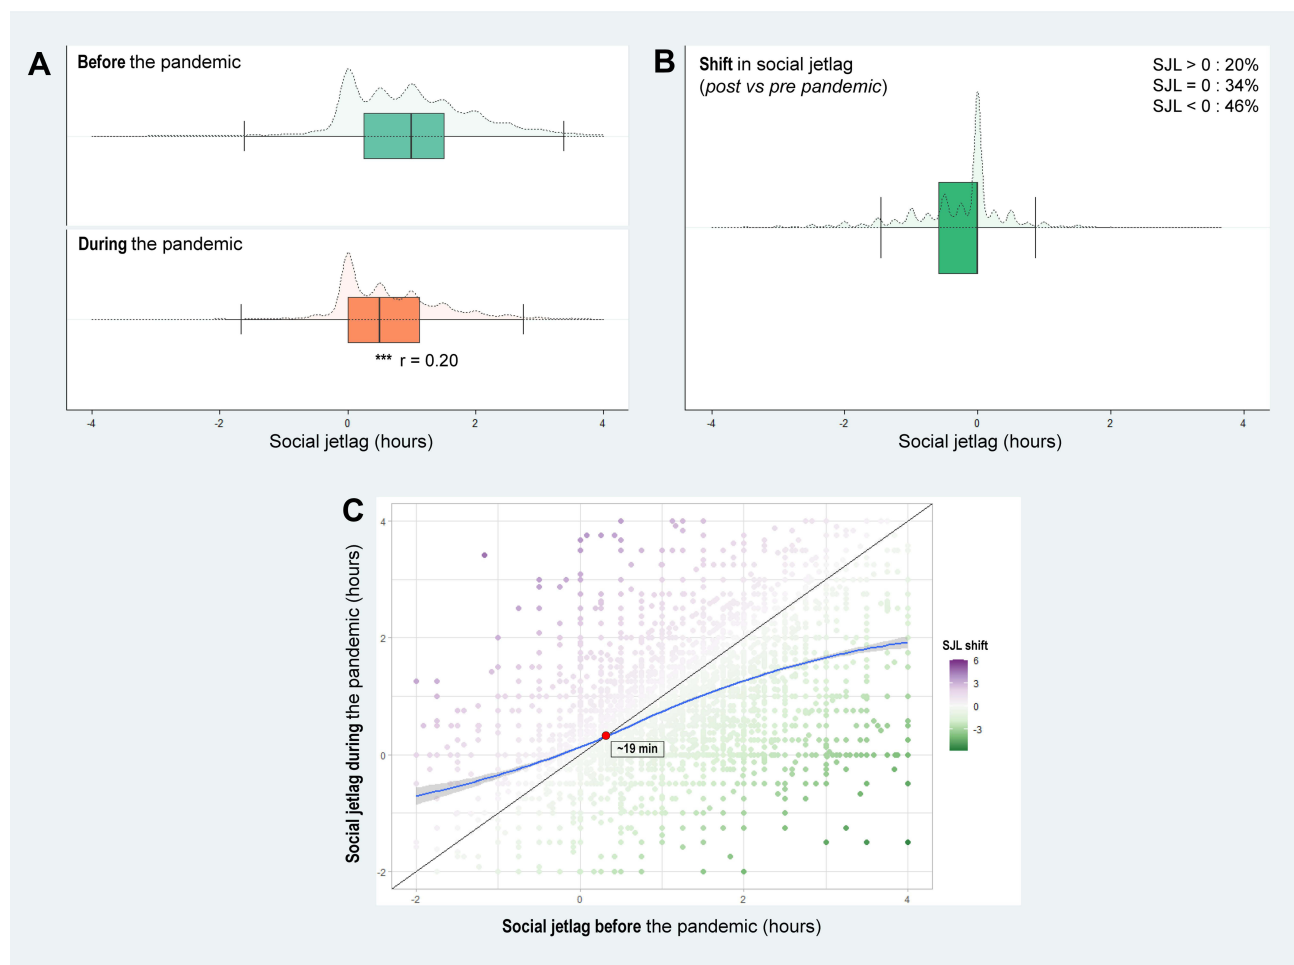 A
Before the pandemic
During the pandemic
*** r = 0.20
-4 -2 0 2 4
Social jetlag (hours)
B
Shift in social jetlag
(post vs pre pandemic)
SJL > 0 : 20%
SJL = 0 : 34%
SJL < 0 : 46%
-4 -2 0 2 4
Social jetlag (hours)
C
Social jetlag during the pandemic (hours)
4
2
0
-2
~19 min
-2 0 2 4
Social jetlag before the pandemic (hours)
SJL shift
6
3
0
-3